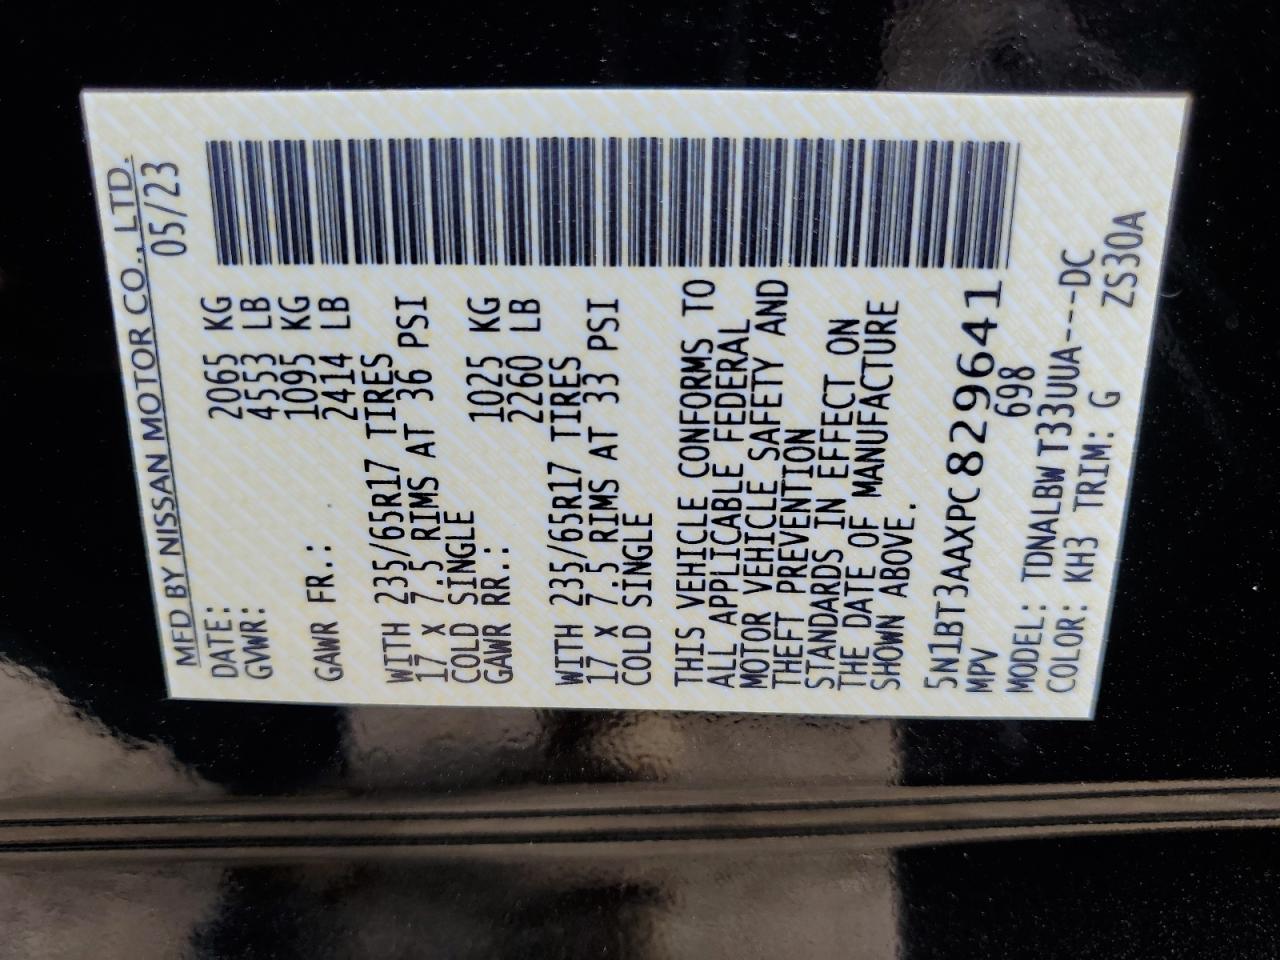 MFD BY NISSAN MOTOR CO., LTD.
DATE: 05/23
GVWR: 2065 KG
4553 LB
GAWR FR.: 1095 KG
2414 LB
WITH 235/65R17 TIRES
17 x 7.5 RIMS AT 36 PSI
COLD SINGLE
GAWR RR.: 1025 KG
2260 LB
WITH 235/65R17 TIRES
17 x 7.5 RIMS AT 33 PSI
COLD SINGLE
THIS VEHICLE CONFORMS TO
ALL APPLICABLE FEDERAL
MOTOR VEHICLE SAFETY AND
THEFT PREVENTION
STANDARDS IN EFFECT ON
THE DATE OF MANUFACTURE
SHOWN ABOVE.
5N1BT3AAXPC829641
MPV 698
MODEL: TDNALBW T33UUA---DC
COLOR: KH3 TRIM: G ZS30A